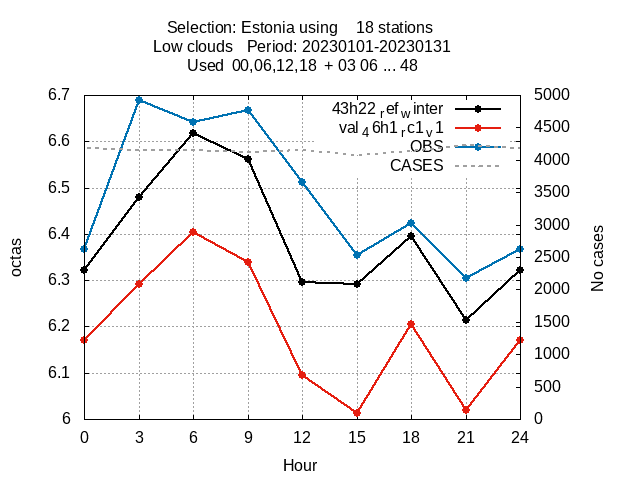 Selection: Estonia using    18 stations
Low clouds   Period: 20230101-20230131
Used  00,06,12,18  + 03 06 ... 48
43h22_ref_winter
val_46h1_rc1_v1
OBS
CASES
6.7
6.6
6.5
6.4
6.3
6.2
6.1
6
5000
4500
4000
3500
3000
2500
2000
1500
1000
500
0
octas
No cases
0 3 6 9 12 15 18 21 24
Hour